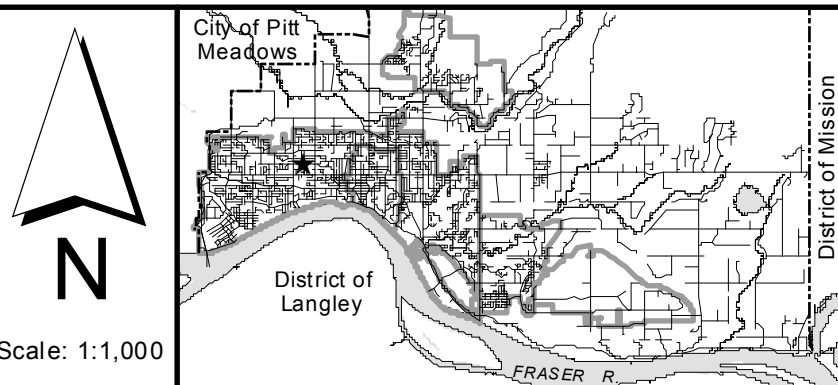 N
Scale: 1:1,000
City of Pitt
Meadows
District of
Langley
FRASER R.
District of Mission